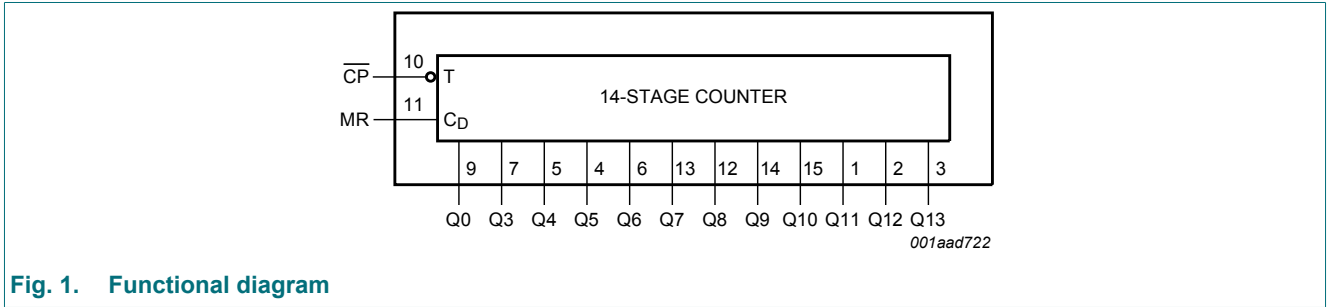 10
CP
T
14-STAGE COUNTER
11
MR
CD
9 7 5 4 6 13 12 14 15 1 2 3
Q0 Q3 Q4 Q5 Q6 Q7 Q8 Q9 Q10 Q11 Q12 Q13
001aad722
Fig. 1. Functional diagram